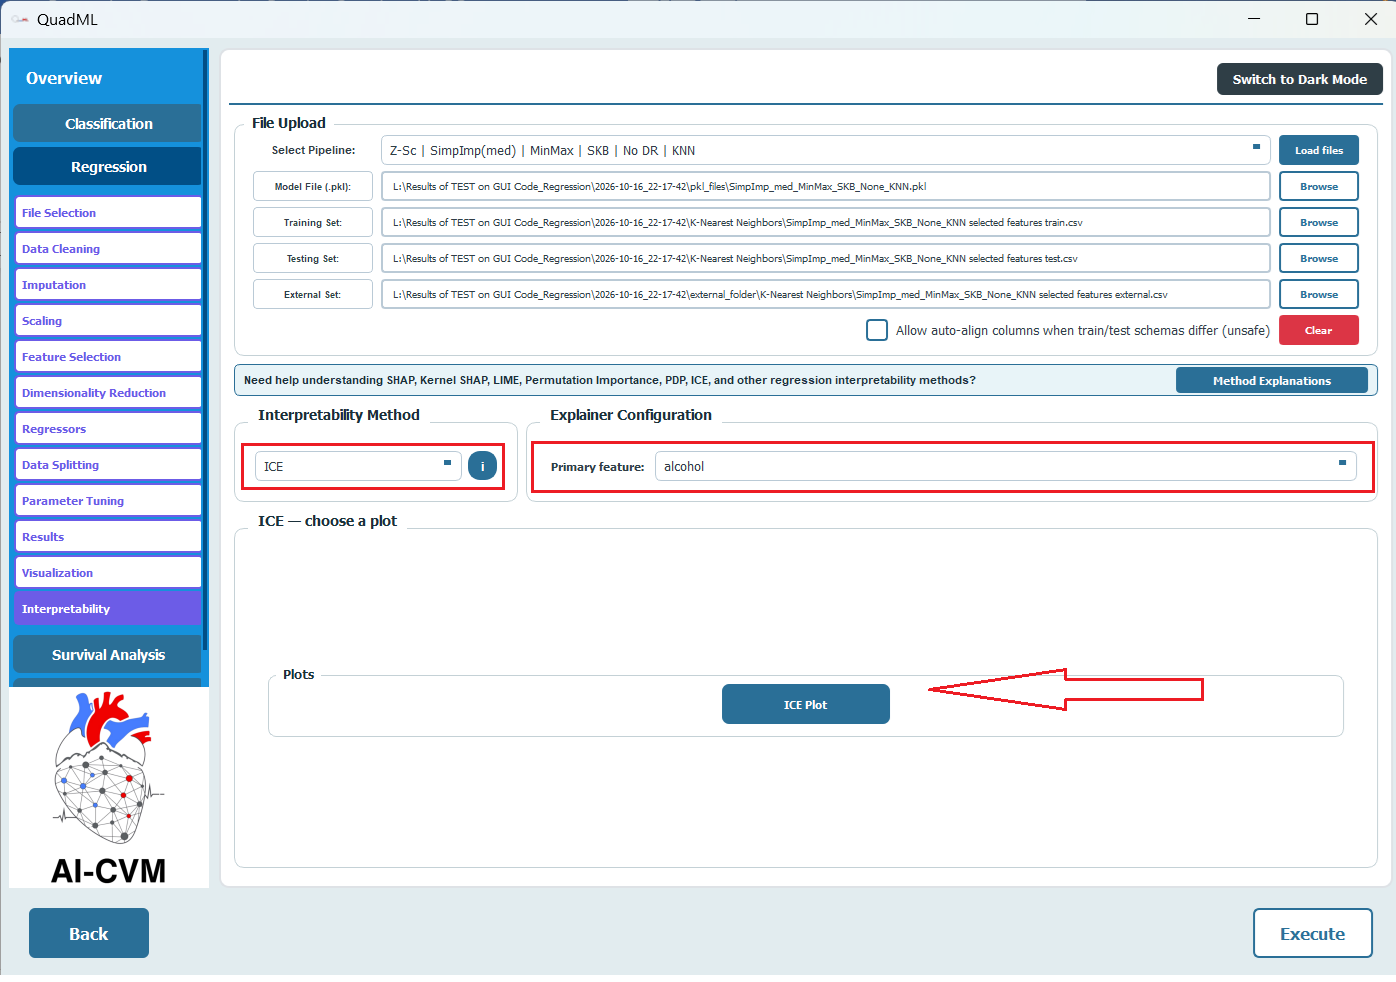 QuadML
Overview
Classification
Regression
File Selection
Data Cleaning
Imputation
Scaling
Feature Selection
Dimensionality Reduction
Regressors
Data Splitting
Parameter Tuning
Results
Visualization
Interpretability
Survival Analysis
AI-CVM
Back
Switch to Dark Mode
File Upload
Select Pipeline: Z-Sc | SimpImp(med) | MinMax | SKB | No DR | KNN Load files
Model File (.pkl): L:\Results of TEST on GUI Code_Regression\2026-10-16_22-17-42\pkl_files\SimpImp_med_MinMax_SKB_None_KNN.pkl Browse
Training Set: L:\Results of TEST on GUI Code_Regression\2026-10-16_22-17-42\K-Nearest Neighbors\SimpImp_med_MinMax_SKB_None_KNN selected features train.csv Browse
Testing Set: L:\Results of TEST on GUI Code_Regression\2026-10-16_22-17-42\K-Nearest Neighbors\SimpImp_med_MinMax_SKB_None_KNN selected features test.csv Browse
External Set: L:\Results of TEST on GUI Code_Regression\2026-10-16_22-17-42\external_folder\K-Nearest Neighbors\SimpImp_med_MinMax_SKB_None_KNN selected features external.csv Browse
Allow auto-align columns when train/test schemas differ (unsafe) Clear
Need help understanding SHAP, Kernel SHAP, LIME, Permutation Importance, PDP, ICE, and other regression interpretability methods? Method Explanations
Interpretability Method
ICE i
Explainer Configuration
Primary feature: alcohol
ICE — choose a plot
Plots
ICE Plot
Execute